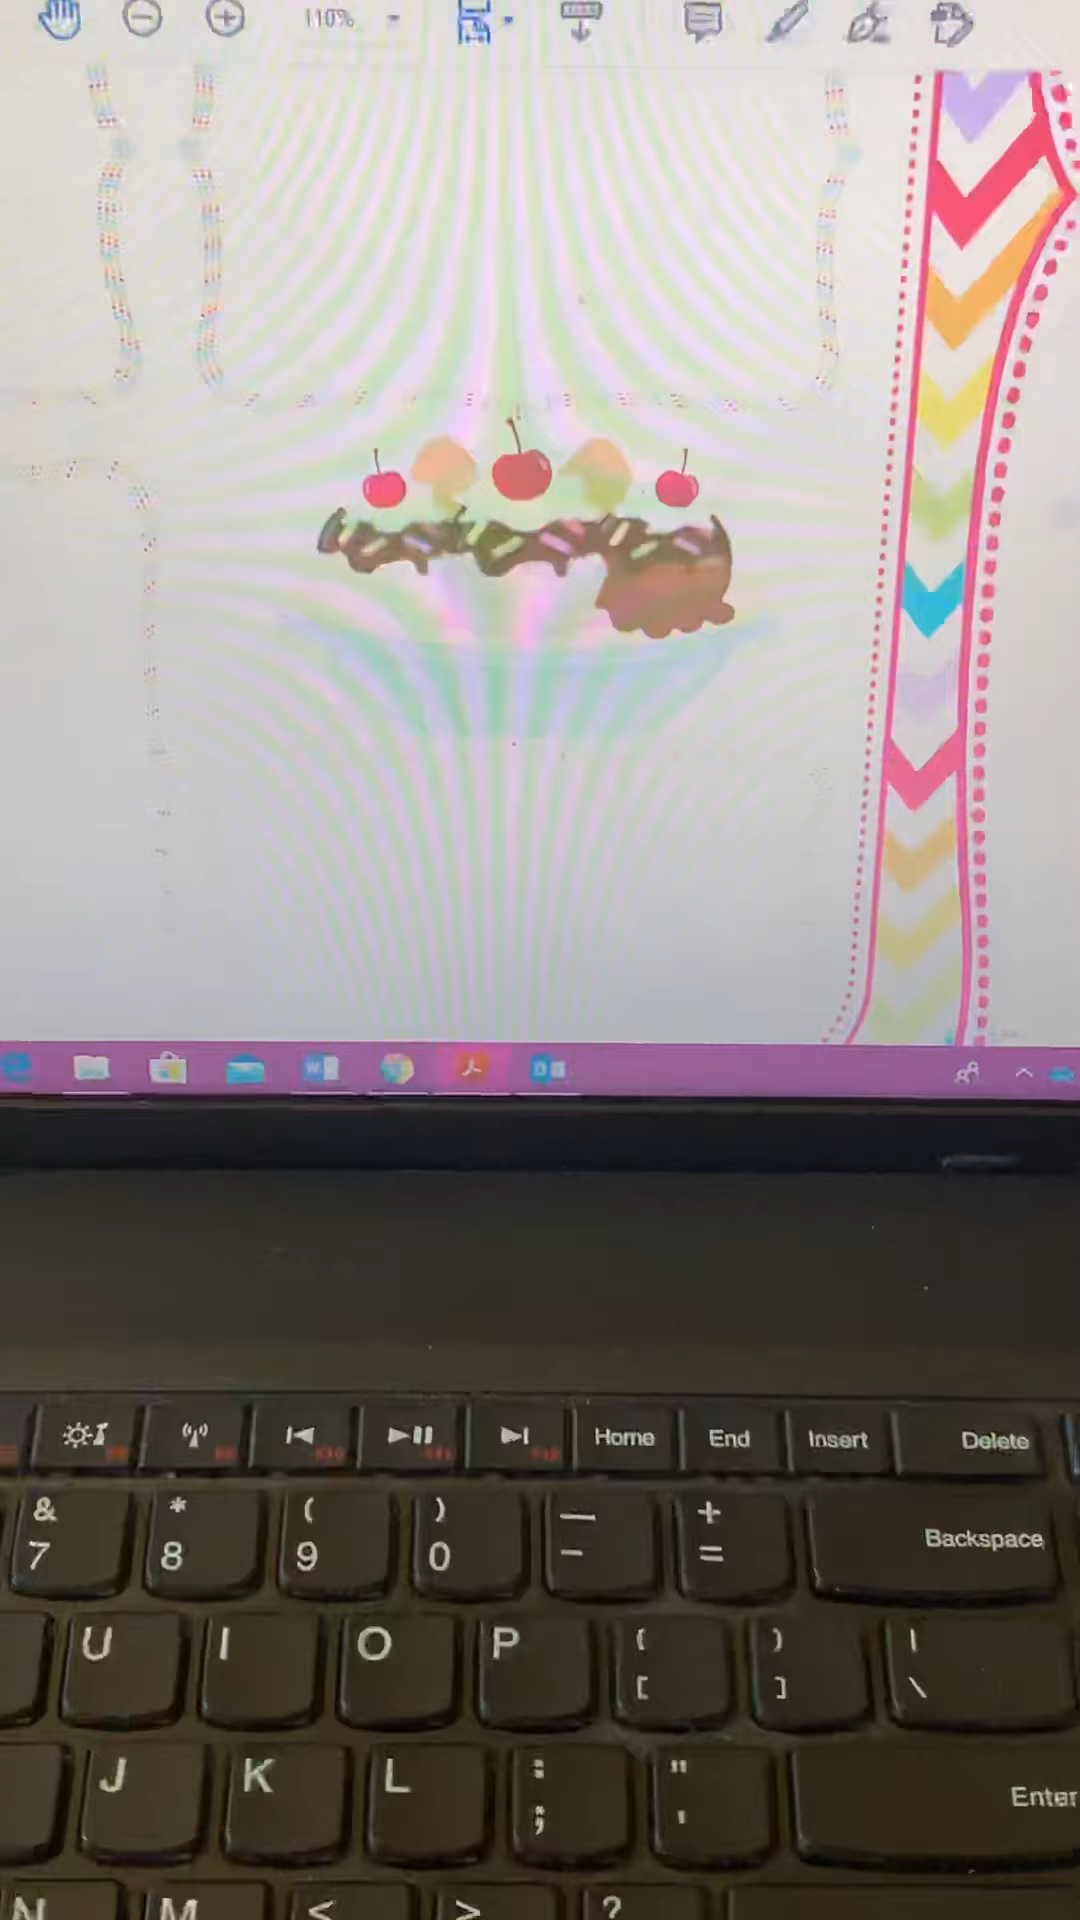 110%
Home End Insert Delete
& * ( ) — +
7 8 9 0 - =
Backspace
U I O P { } |
[ ] \
J K L : "
; '
Enter
N M < > ?